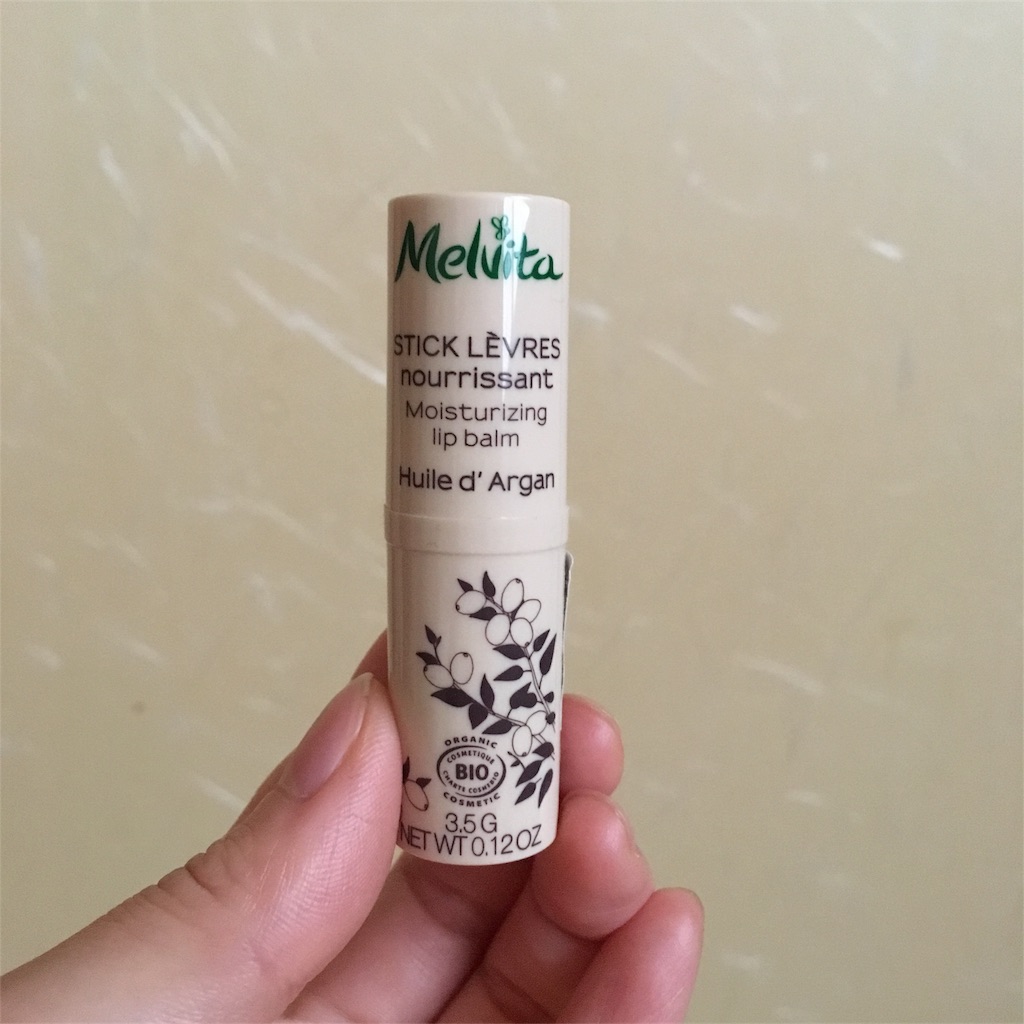 Melvita
STICK LÈVRES
nourrissant
Moisturizing
lip balm
Huile d' Argan
ORGANIC
COSMETIQUE
BIO
CHARTE COSMEBIO
COSMETIC
3.5 G
NET WT 0.12 OZ